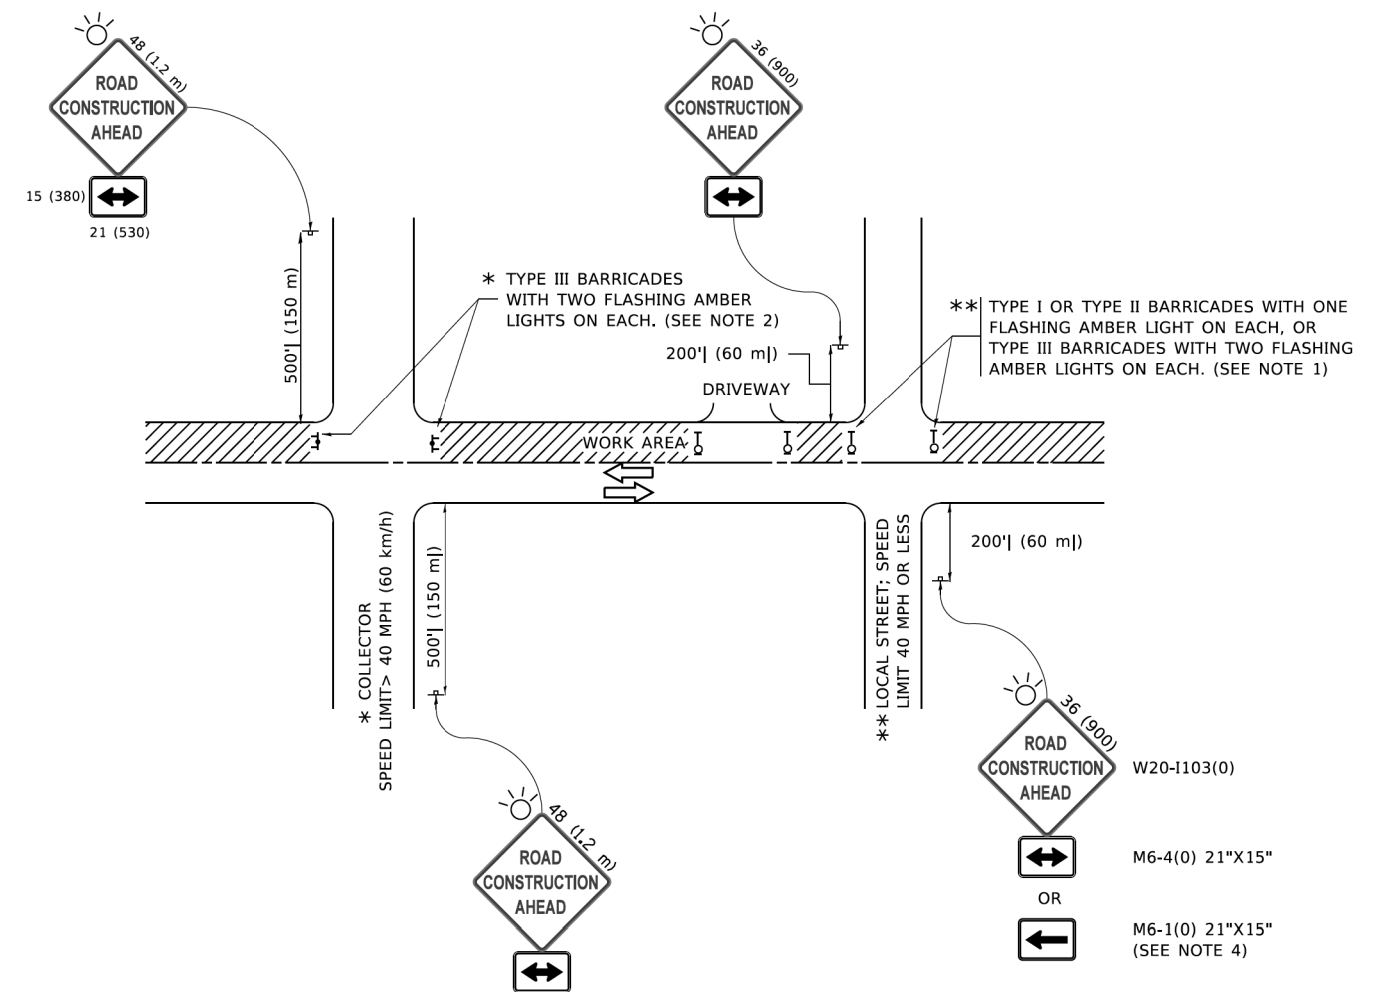 48 (1.2 m)
ROAD
CONSTRUCTION
AHEAD
15 (380)
21 (530)
36 (900)
ROAD
CONSTRUCTION
AHEAD
500'| (150 m)
* TYPE III BARRICADES
WITH TWO FLASHING AMBER
LIGHTS ON EACH. (SEE NOTE 2)
200'| (60 m|)
DRIVEWAY
** TYPE I OR TYPE II BARRICADES WITH ONE
FLASHING AMBER LIGHT ON EACH, OR
TYPE III BARRICADES WITH TWO FLASHING
AMBER LIGHTS ON EACH. (SEE NOTE 1)
WORK AREA
* COLLECTOR
SPEED LIMIT> 40 MPH (60 km/h)
500'| (150 m|)
** LOCAL STREET; SPEED
LIMIT 40 MPH OR LESS
200'| (60 m|)
48 (1.2 m)
ROAD
CONSTRUCTION
AHEAD
36 (900)
ROAD
CONSTRUCTION
AHEAD
W20-I103(0)
M6-4(0) 21"X15"
OR
M6-1(0) 21"X15"
(SEE NOTE 4)